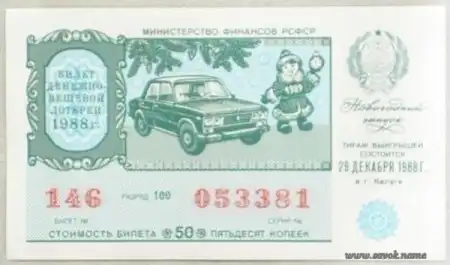 МИНИСТЕРСТВО ФИНАНСОВ РСФСР
БИЛЕТ
ДЕНЕЖНО-
ВЕЩЕВОЙ
ЛОТЕРЕИ
1988 г.
Новогодний
выпуск
ТИРАЖ ВЫИГРЫШЕЙ
СОСТОИТСЯ
29 ДЕКАБРЯ 1988 Г.
в г. Калуге
146 РАЗРЯД 100 053381
БИЛЕТ № СЕРИЯ №
СТОИМОСТЬ БИЛЕТА 50 ПЯТЬДЕСЯТ КОПЕЕК
www.savok.name